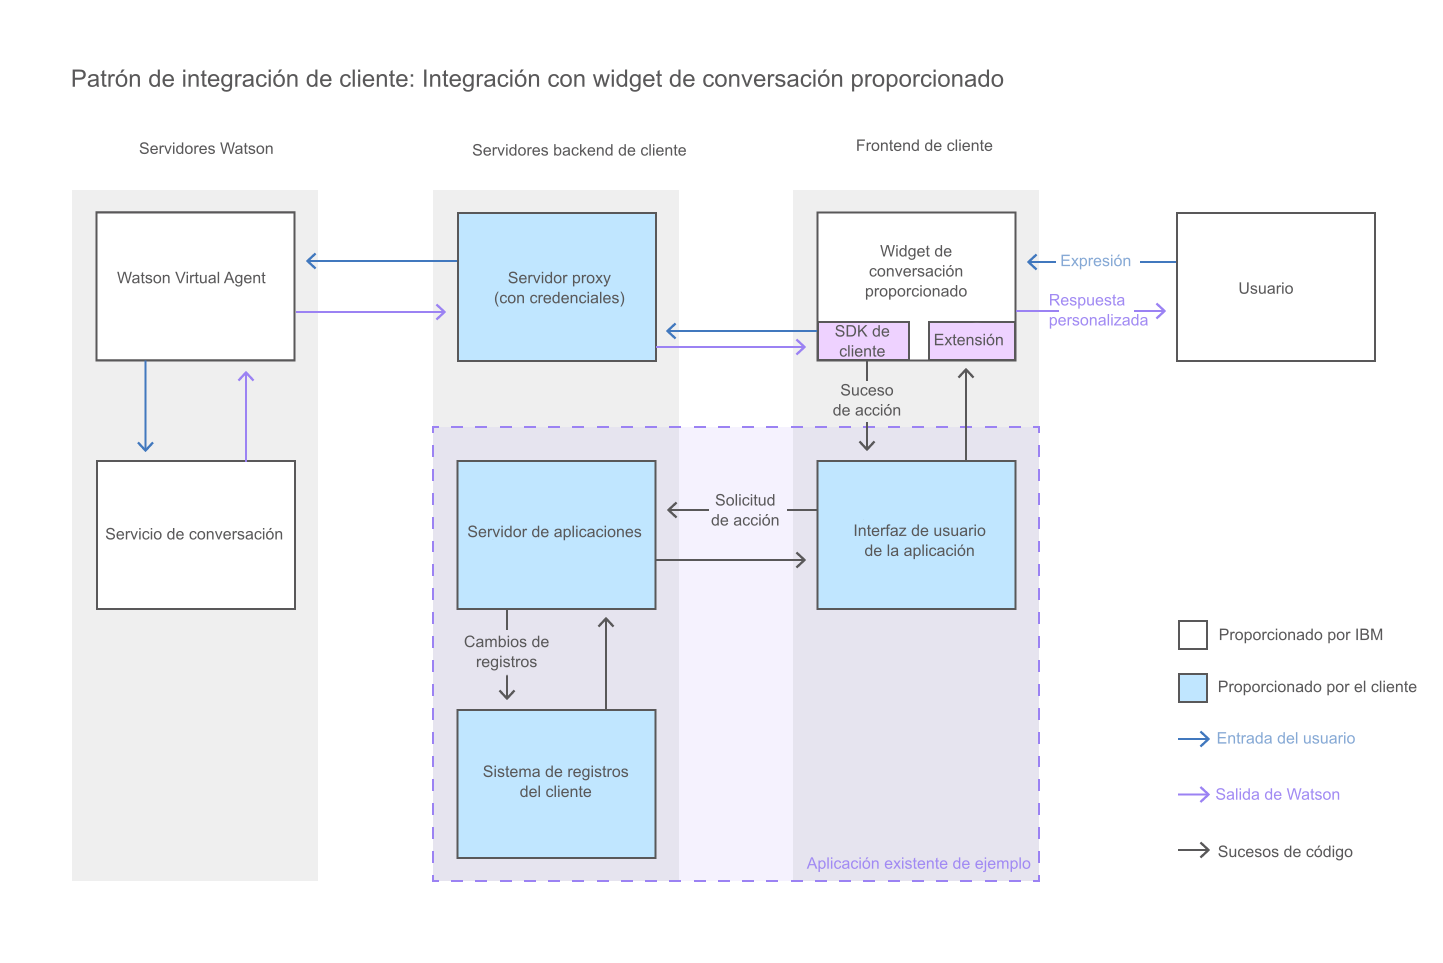 Patrón de integración de cliente: Integración con widget de conversación proporcionado
Servidores Watson
Servidores backend de cliente
Frontend de cliente
Watson Virtual Agent
Servidor proxy
(con credenciales)
Widget de
conversación
proporcionado
SDK de
cliente
Extensión
Expresión
Respuesta
personalizada
Usuario
Suceso
de acción
Servicio de conversación
Servidor de aplicaciones
Solicitud
de acción
Interfaz de usuario
de la aplicación
Cambios de
registros
Sistema de registros
del cliente
Aplicación existente de ejemplo
Proporcionado por IBM
Proporcionado por el cliente
Entrada del usuario
Salida de Watson
Sucesos de código